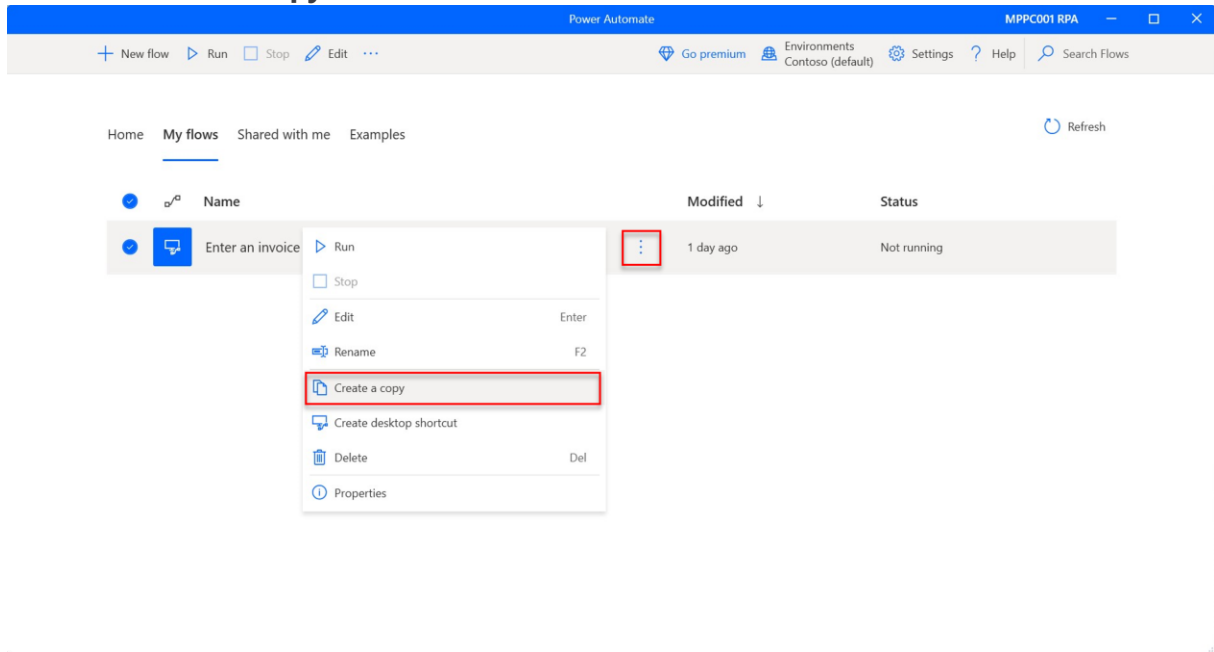 Power Automate
MPPC001 RPA
New flow Run Stop Edit ··· Go premium Environments Contoso (default) Settings ? Help Search Flows
Home My flows Shared with me Examples Refresh
Name Modified ↓ Status
Enter an invoice 1 day ago Not running
Run
Stop
Edit Enter
Rename F2
Create a copy
Create desktop shortcut
Delete Del
Properties